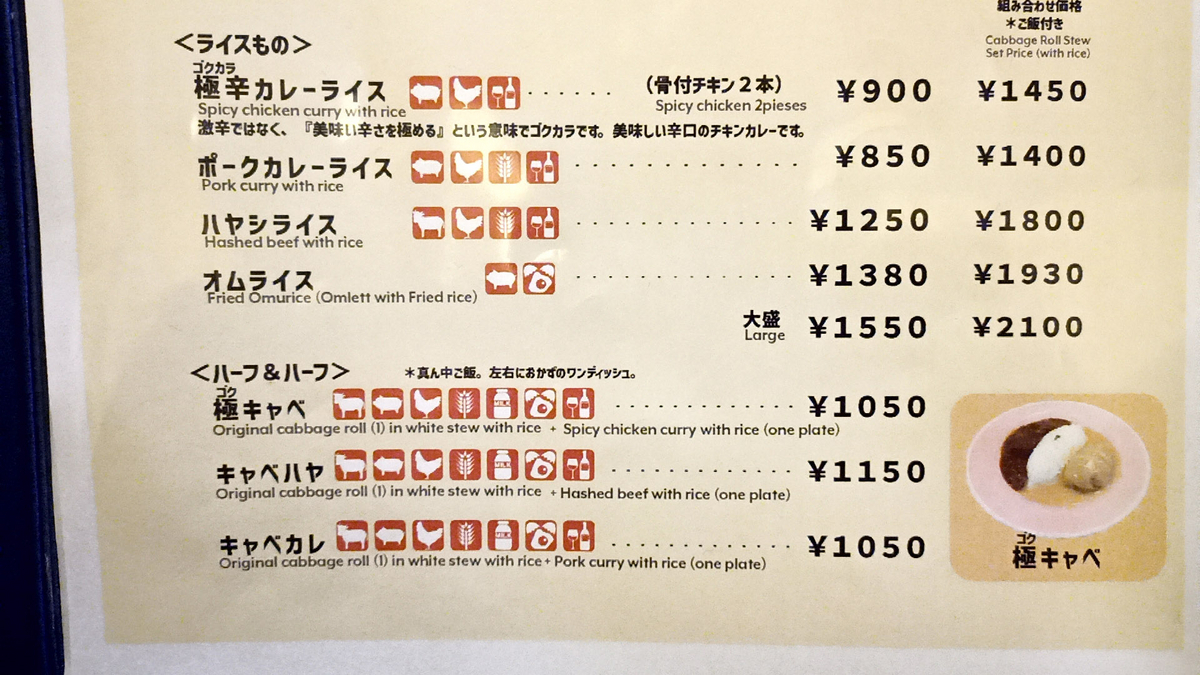 組み合わせ価格
＊ご飯付き
Cabbage Roll Stew
Set Price (with rice)
＜ライスもの＞
ゴクカラ
極辛カレーライス ・・・・・・ （骨付チキン２本） ¥900 ¥1450
Spicy chicken curry with rice Spicy chicken 2pieses
激辛ではなく、『美味い辛さを極める』という意味でゴクカラです。美味しい辛口のチキンカレーです。
ポークカレーライス ¥850 ¥1400
Pork curry with rice
ハヤシライス ¥1250 ¥1800
Hashed beef with rice
オムライス ¥1380 ¥1930
Fried Omurice (Omlett with Fried rice)
大盛 ¥1550 ¥2100
Large
＜ハーフ＆ハーフ＞ ＊真ん中ご飯。左右におかずのワンディッシュ。
ゴク
極キャベ MILK ¥1050
Original cabbage roll (1) in white stew with rice + Spicy chicken curry with rice (one plate)
キャベハヤ MILK ¥1150
Original cabbage roll (1) in white stew with rice + Hashed beef with rice (one plate)
キャベカレ MILK ¥1050
Original cabbage roll (1) in white stew with rice + Pork curry with rice (one plate)
ゴク
極キャベ